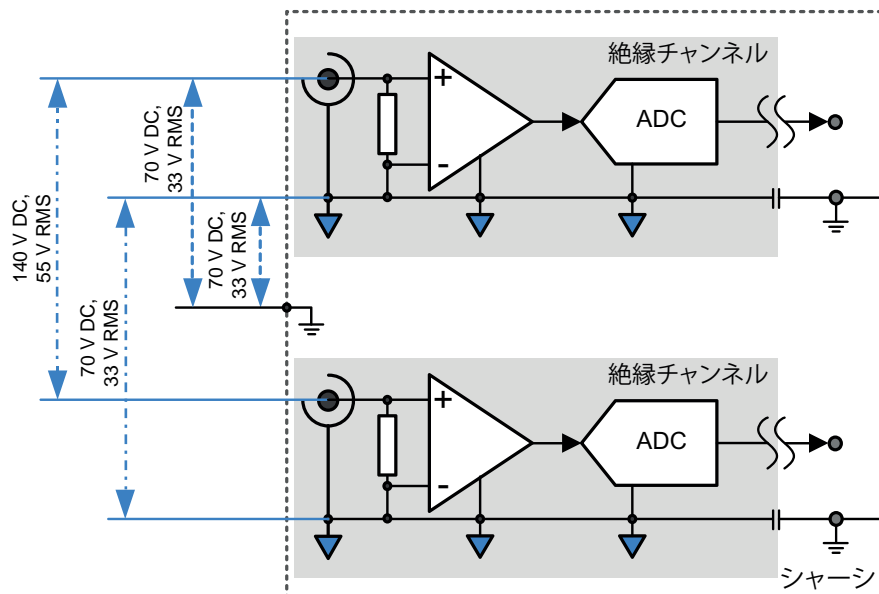 絶縁チャンネル
+
-
ADC
140 V DC,
55 V RMS
70 V DC,
33 V RMS
70 V DC,
33 V RMS
70 V DC,
33 V RMS
絶縁チャンネル
+
-
ADC
シャーシ